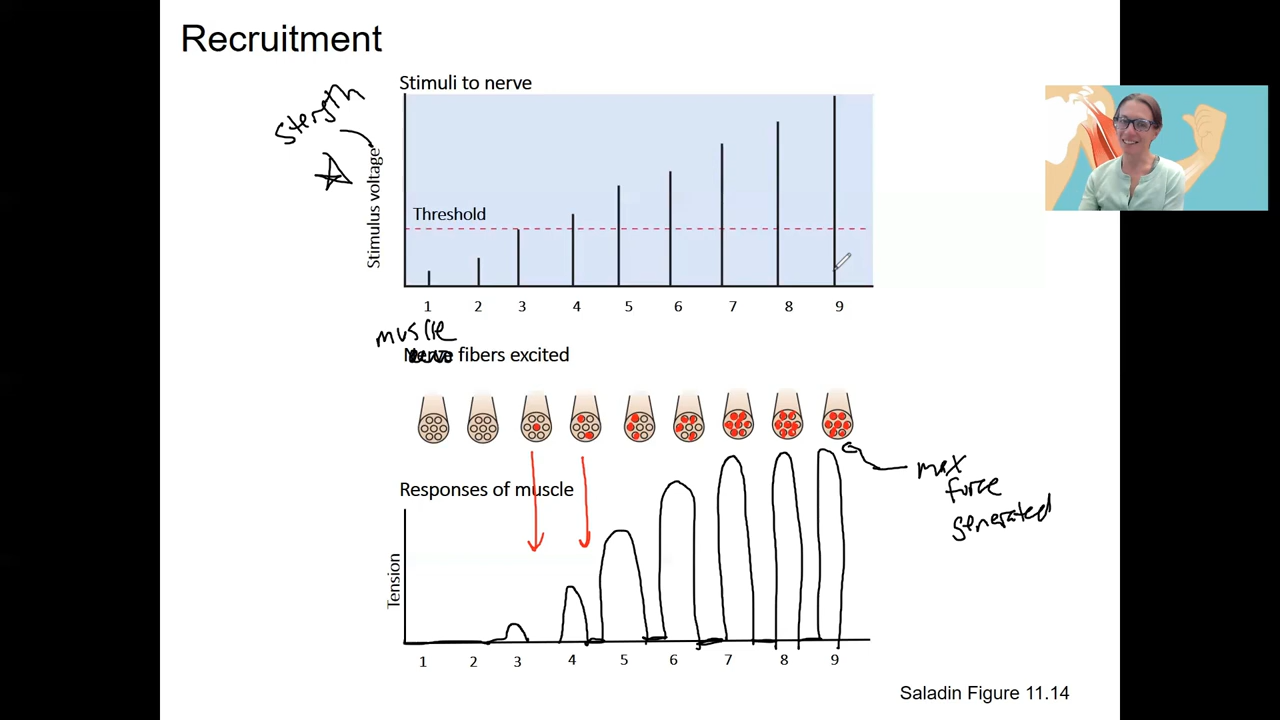 Recruitment
Stimuli to nerve
Sterngth
Stimulus voltage
Threshold
1 2 3 4 5 6 7 8 9
muscle
fibers excited
Responses of muscle
max
force
generated
Tension
1 2 3 4 5 6 7 8 9
Saladin Figure 11.14